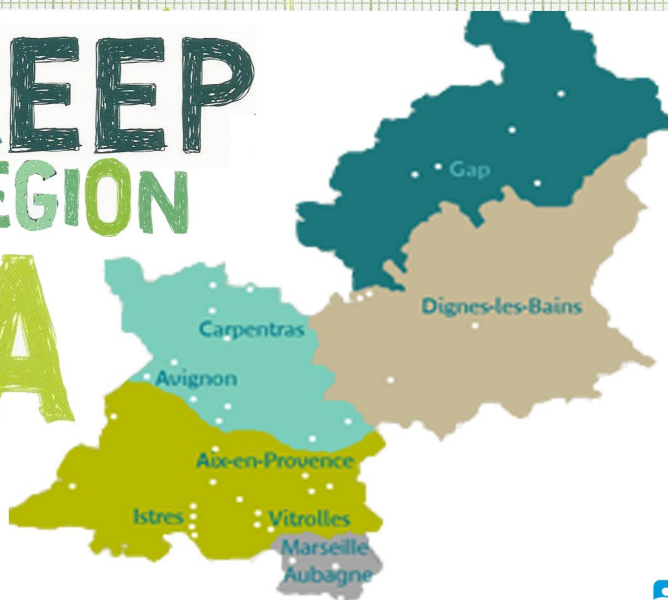 EEP
EGION
A
Gap
Dignes-les-Bains
Carpentras
Avignon
Aix-en-Provence
Istres
Vitrolles
Marseille
Aubagne